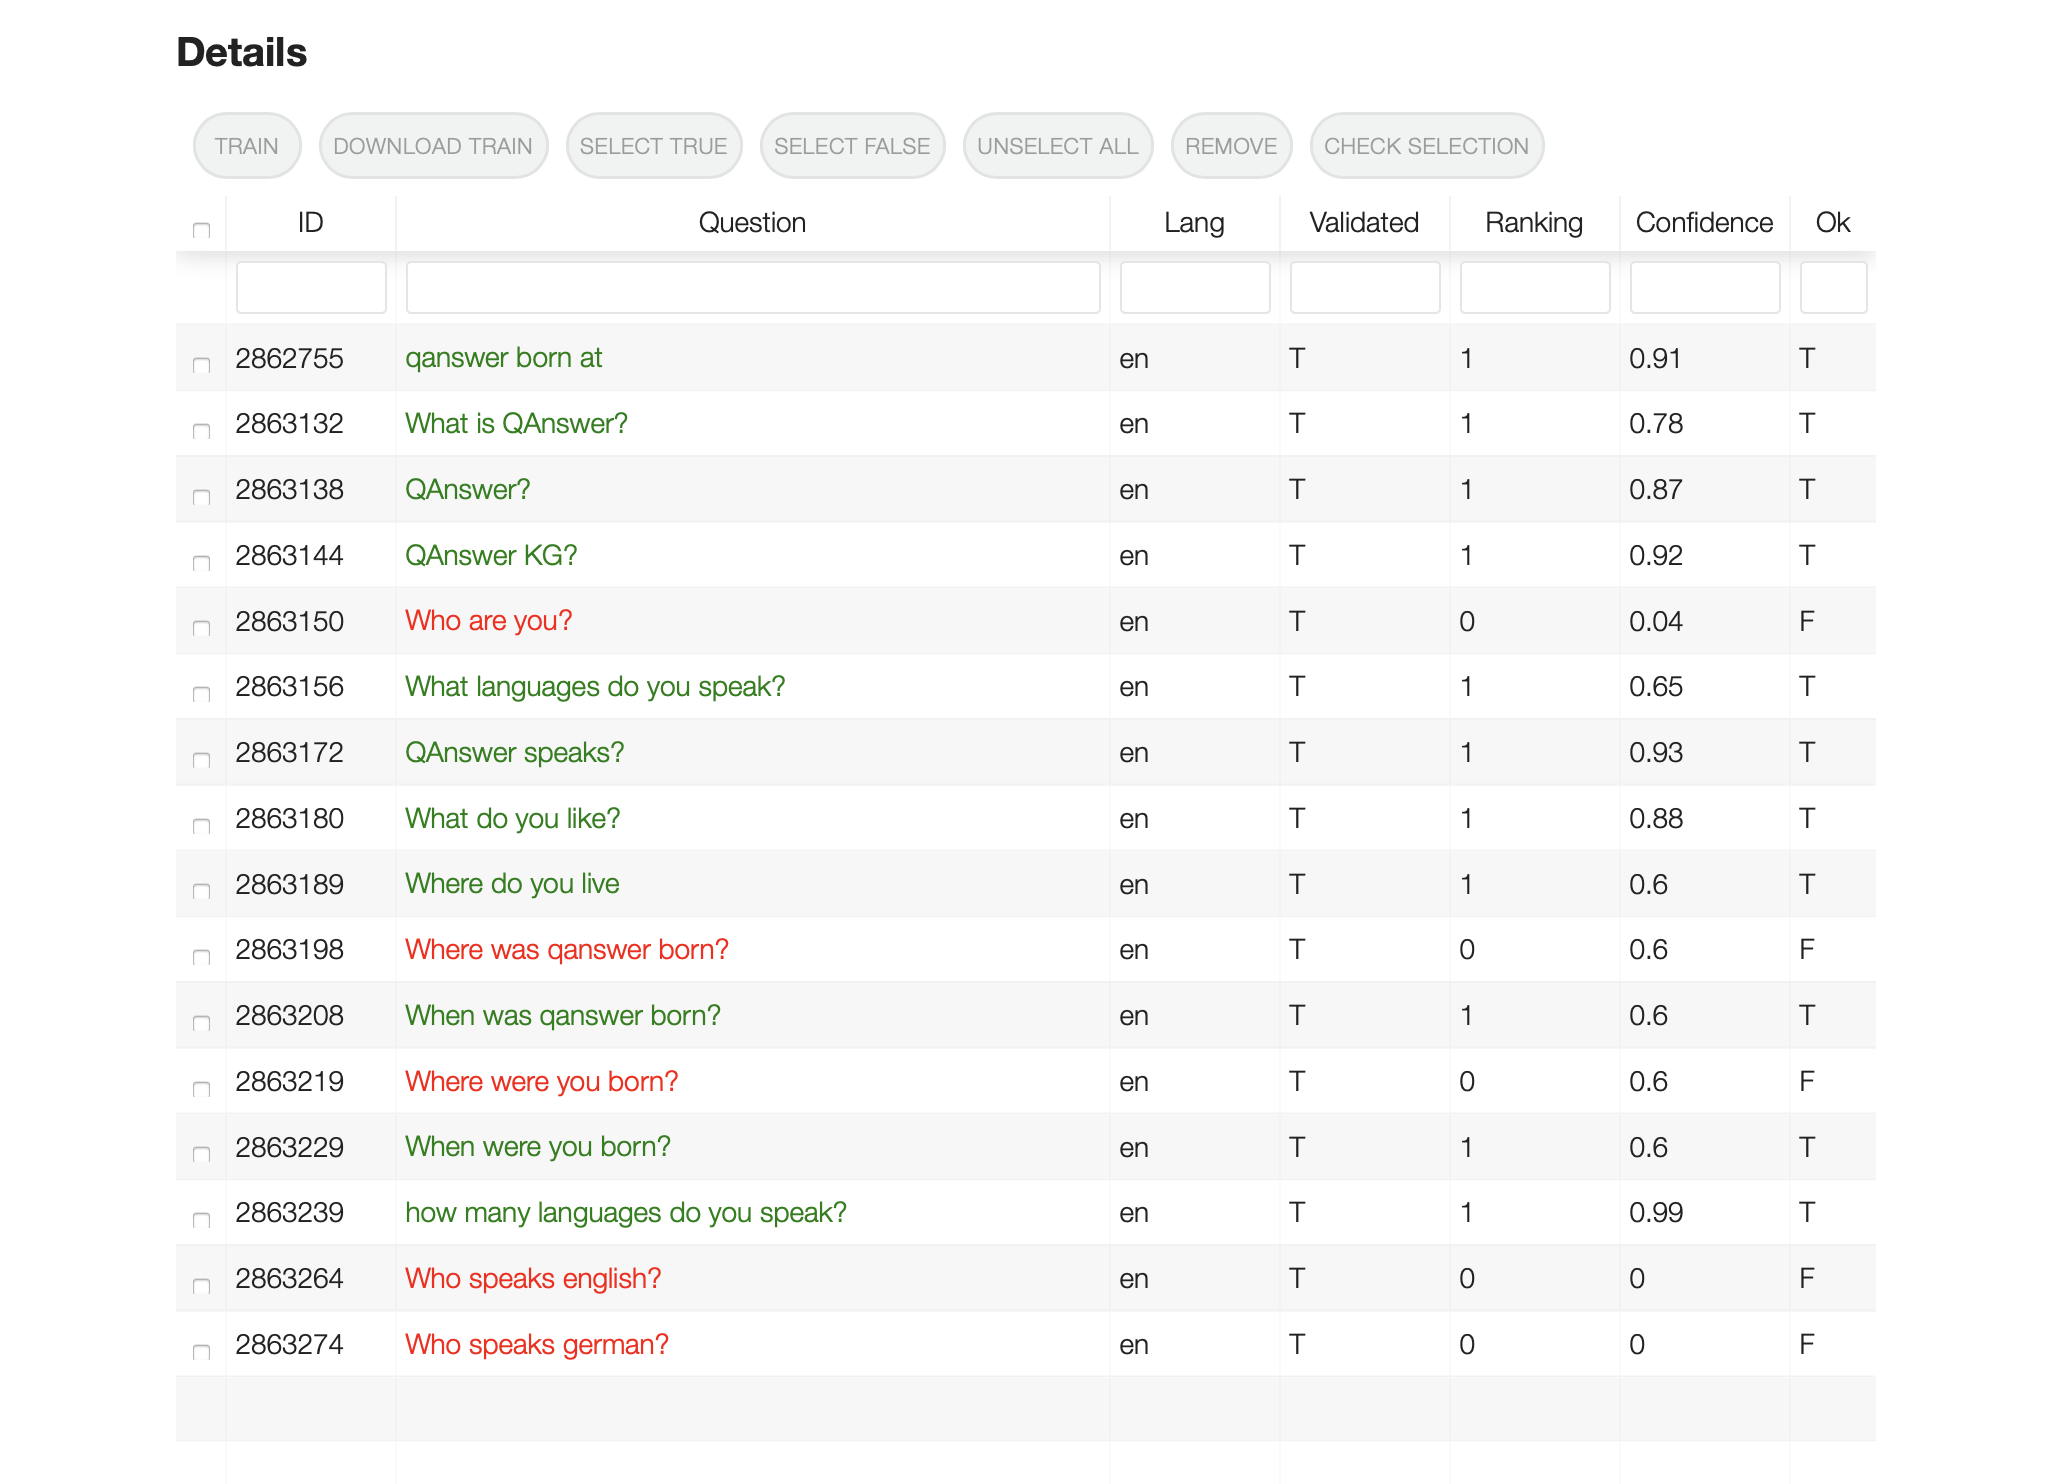 Details
TRAIN DOWNLOAD TRAIN SELECT TRUE SELECT FALSE UNSELECT ALL REMOVE CHECK SELECTION
ID Question Lang Validated Ranking Confidence Ok
2862755 qanswer born at en T 1 0.91 T
2863132 What is QAnswer? en T 1 0.78 T
2863138 QAnswer? en T 1 0.87 T
2863144 QAnswer KG? en T 1 0.92 T
2863150 Who are you? en T 0 0.04 F
2863156 What languages do you speak? en T 1 0.65 T
2863172 QAnswer speaks? en T 1 0.93 T
2863180 What do you like? en T 1 0.88 T
2863189 Where do you live en T 1 0.6 T
2863198 Where was qanswer born? en T 0 0.6 F
2863208 When was qanswer born? en T 1 0.6 T
2863219 Where were you born? en T 0 0.6 F
2863229 When were you born? en T 1 0.6 T
2863239 how many languages do you speak? en T 1 0.99 T
2863264 Who speaks english? en T 0 0 F
2863274 Who speaks german? en T 0 0 F